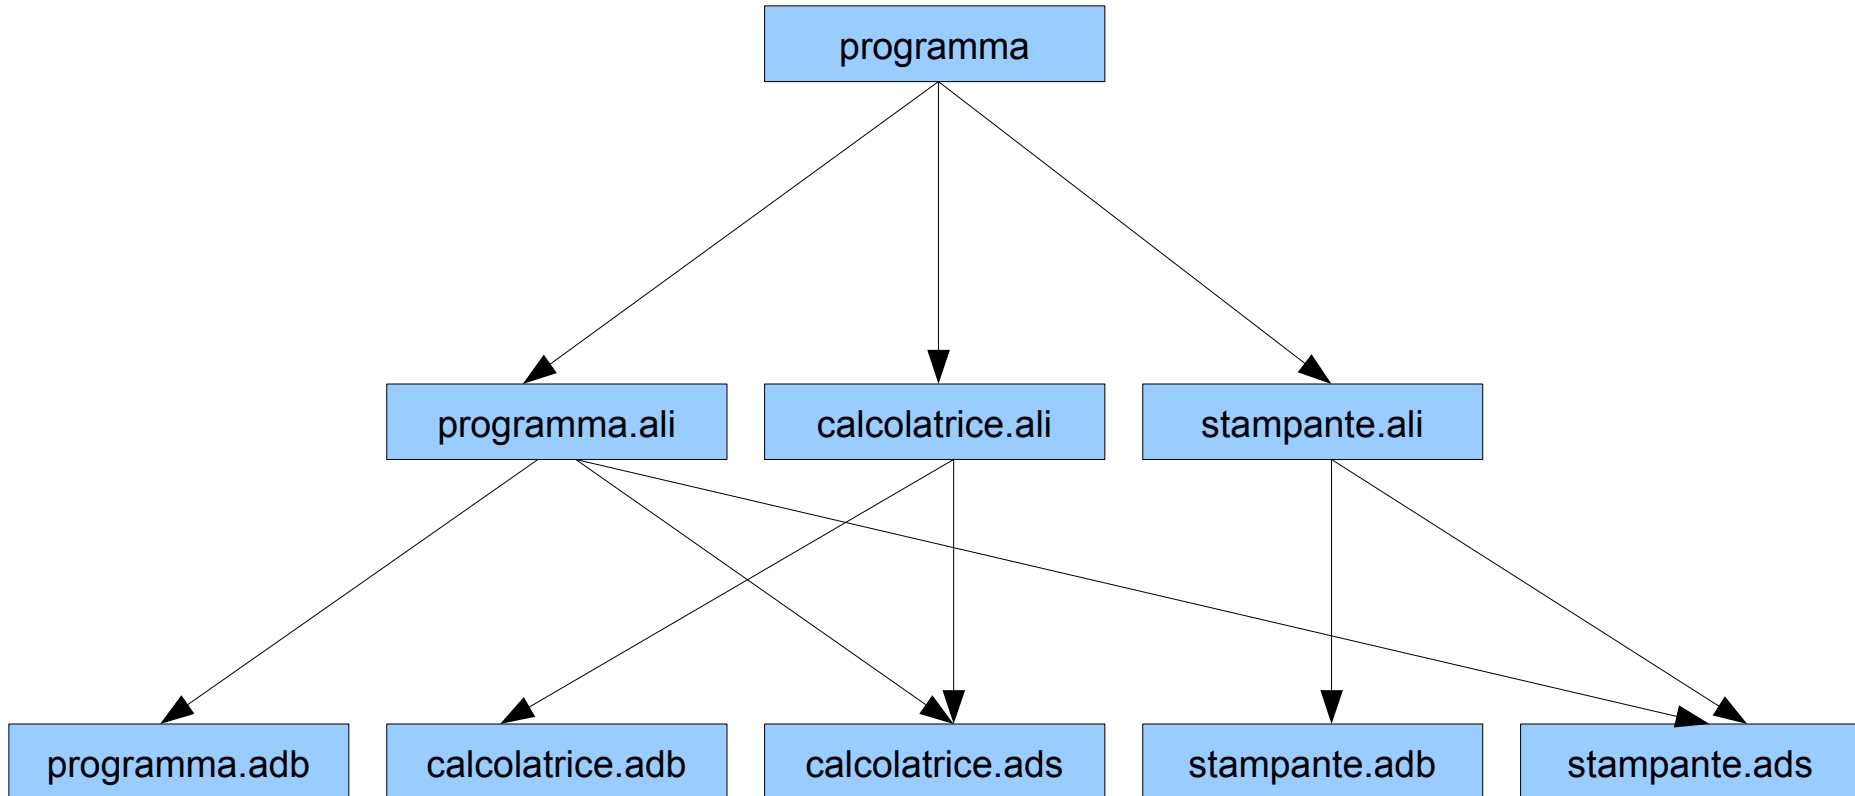 programma
programma.ali
calcolatrice.ali
stampante.ali
programma.adb
calcolatrice.adb
calcolatrice.ads
stampante.adb
stampante.ads